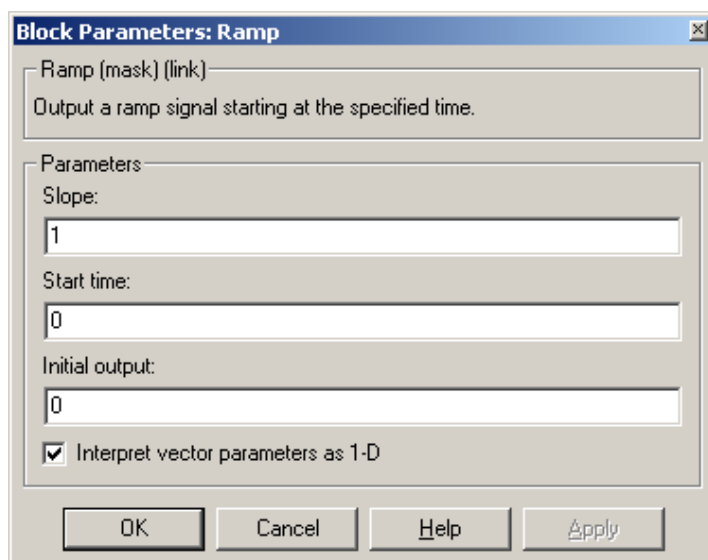 Block Parameters: Ramp
Ramp (mask) (link)
Output a ramp signal starting at the specified time.
Parameters
Slope:
1
Start time:
0
Initial output:
0
Interpret vector parameters as 1-D
OK Cancel Help Apply